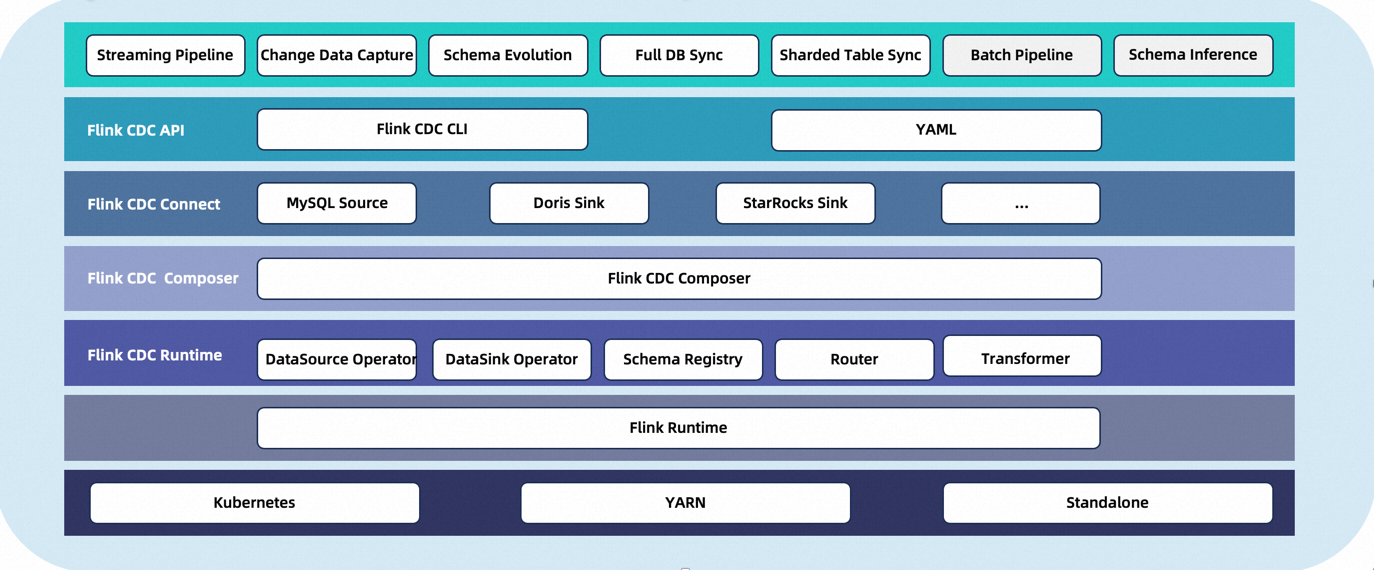 Streaming Pipeline
Change Data Capture
Schema Evolution
Full DB Sync
Sharded Table Sync
Batch Pipeline
Schema Inference
Flink CDC API
Flink CDC CLI
YAML
Flink CDC Connect
MySQL Source
Doris Sink
StarRocks Sink
...
Flink CDC  Composer
Flink CDC Composer
Flink CDC Runtime
DataSource Operator
DataSink Operator
Schema Registry
Router
Transformer
Flink Runtime
Kubernetes
YARN
Standalone